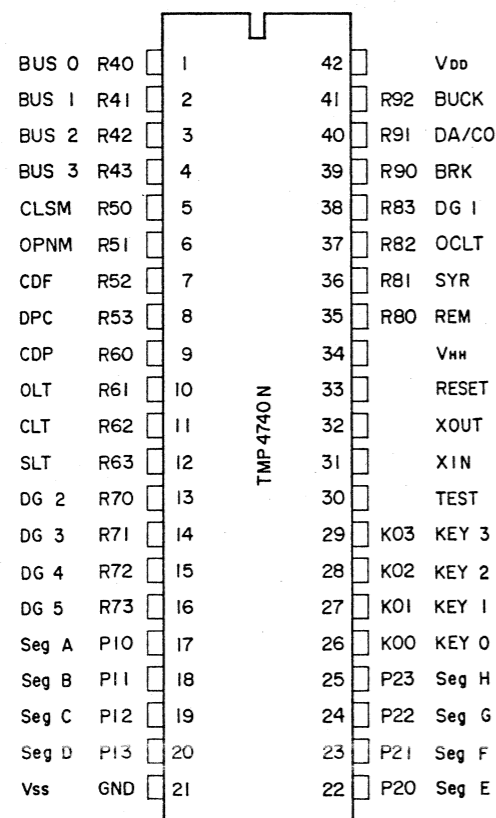 BUS 0 R40 1 42 VDD
BUS 1 R41 2 41 R92 BUCK
BUS 2 R42 3 40 R91 DA/CO
BUS 3 R43 4 39 R90 BRK
CLSM R50 5 38 R83 DG 1
OPNM R51 6 37 R82 OCLT
CDF R52 7 36 R81 SYR
DPC R53 8 35 R80 REM
CDP R60 9 34 VHH
OLT R61 10 33 RESET
CLT R62 11 32 XOUT
SLT R63 12 31 XIN
DG 2 R70 13 30 TEST
DG 3 R71 14 29 K03 KEY 3
DG 4 R72 15 28 K02 KEY 2
DG 5 R73 16 27 K01 KEY 1
Seg A P10 17 26 K00 KEY 0
Seg B P11 18 25 P23 Seg H
Seg C P12 19 24 P22 Seg G
Seg D P13 20 23 P21 Seg F
Vss GND 21 22 P20 Seg E
TMP4740N